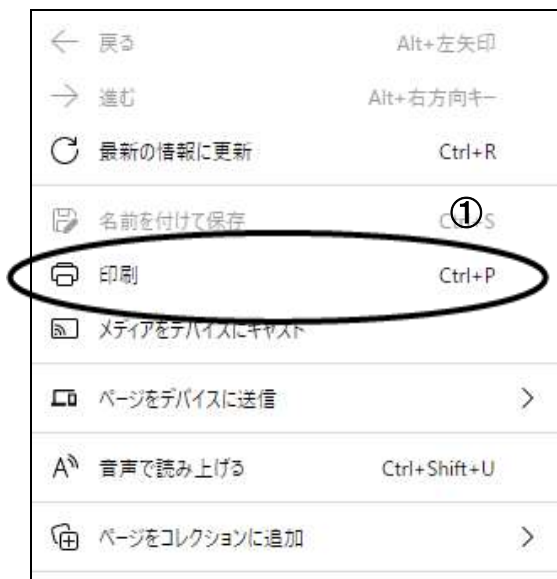 戻る Alt+左矢印
進む Alt+右方向キー
最新の情報に更新 Ctrl+R
①
名前を付けて保存 Ctrl+S
印刷 Ctrl+P
メディアをデバイスにキャスト
ページをデバイスに送信
音声で読み上げる Ctrl+Shift+U
ページをコレクションに追加